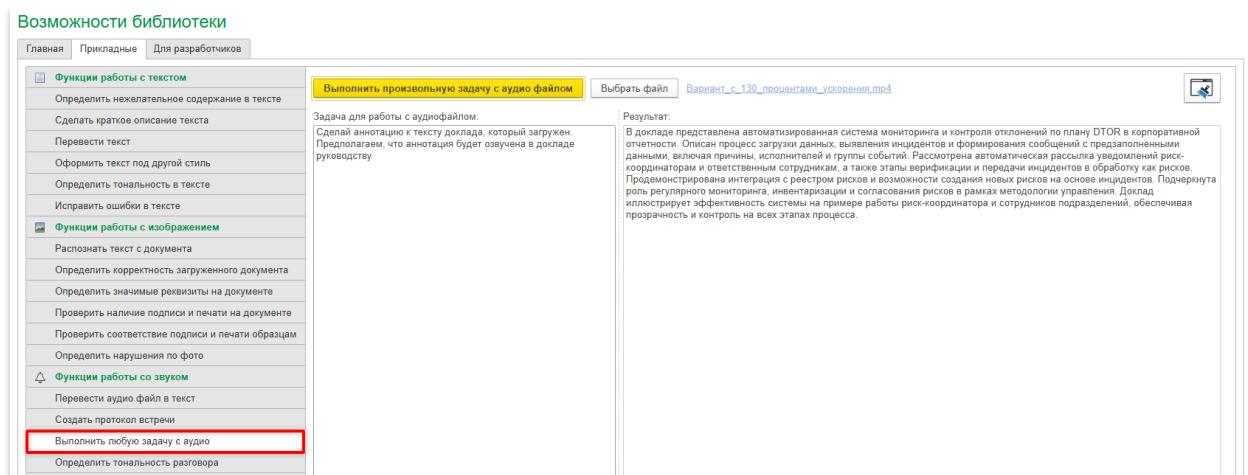 Возможности библиотеки
Главная Прикладные Для разработчиков
Функции работы с текстом
Определить нежелательное содержание в тексте
Сделать краткое описание текста
Перевести текст
Оформить текст под другой стиль
Определить тональность в тексте
Исправить ошибки в тексте
Функции работы с изображением
Распознать текст с документа
Определить корректность загруженного документа
Определить значимые реквизиты на документе
Проверить наличие подписи и печати на документе
Проверить соответствие подписи и печати образцам
Определить нарушения по фото
Функции работы со звуком
Перевести аудио файл в текст
Создать протокол встречи
Выполнить любую задачу с аудио
Определить тональность разговора
Выполнить произвольную задачу с аудио файлом Выбрать файл Вариант_с_130_процентами_ускорения.mp4
Задача для работы с аудиофайлом:
Сделай аннотацию к тексту доклада, который загружен.
Предполагаем, что аннотация будет озвучена в докладе
руководству.
Результат:
В докладе представлена автоматизированная система мониторинга и контроля отклонений по плану DTOR в корпоративной
отчетности. Описан процесс загрузки данных, выявления инцидентов и формирования сообщений с предзаполненными
данными, включая причины, исполнителей и группы событий. Рассмотрена автоматическая рассылка уведомлений риск-
координаторам и ответственным сотрудникам, а также этапы верификации и передачи инцидентов в обработку как рисков.
Продемонстрирована интеграция с реестром рисков и возможности создания новых рисков на основе инцидентов. Подчеркнута
роль регулярного мониторинга, инвентаризации и согласования рисков в рамках методологии управления. Доклад
иллюстрирует эффективность системы на примере работы риск-координатора и сотрудников подразделений, обеспечивая
прозрачность и контроль на всех этапах процесса.